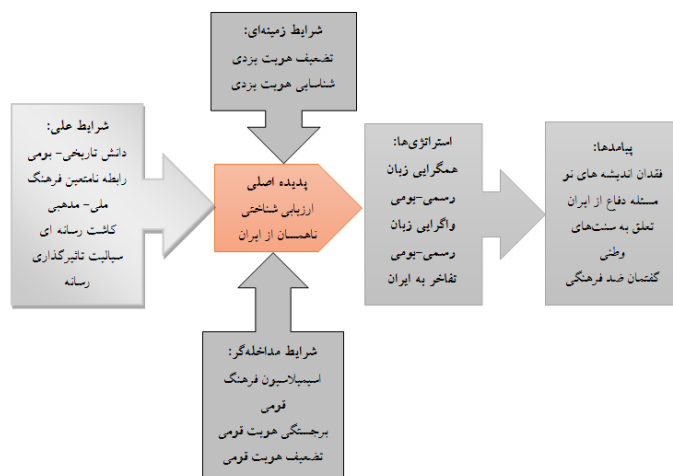 شرایط زمینه‌ای:
تضعیف هویت یزدی
شناسایی هویت یزدی
شرایط علی:
دانش تاریخی- بومی
رابطه نامتعین فرهنگ
ملی- مذهبی
کاشت رسانه ای
سیالیت تاثیرگذاری
رسانه
پدیده اصلی
ارزیابی شناختی
ناهمسان از ایران
استراتژی‌ها:
همگرایی زبان
رسمی-بومی
واگرایی زبان
رسمی-بومی
تفاخر به ایران
پیامدها:
فقدان اندیشه های نو
مسئله دفاع از ایران
تعلق به سنت‌های
وطنی
گفتمان ضد فرهنگی
شرایط مداخله‌گر:
اسیمیلاسیون فرهنگ
قومی
برجستگی هویت قومی
تضعیف هویت قومی